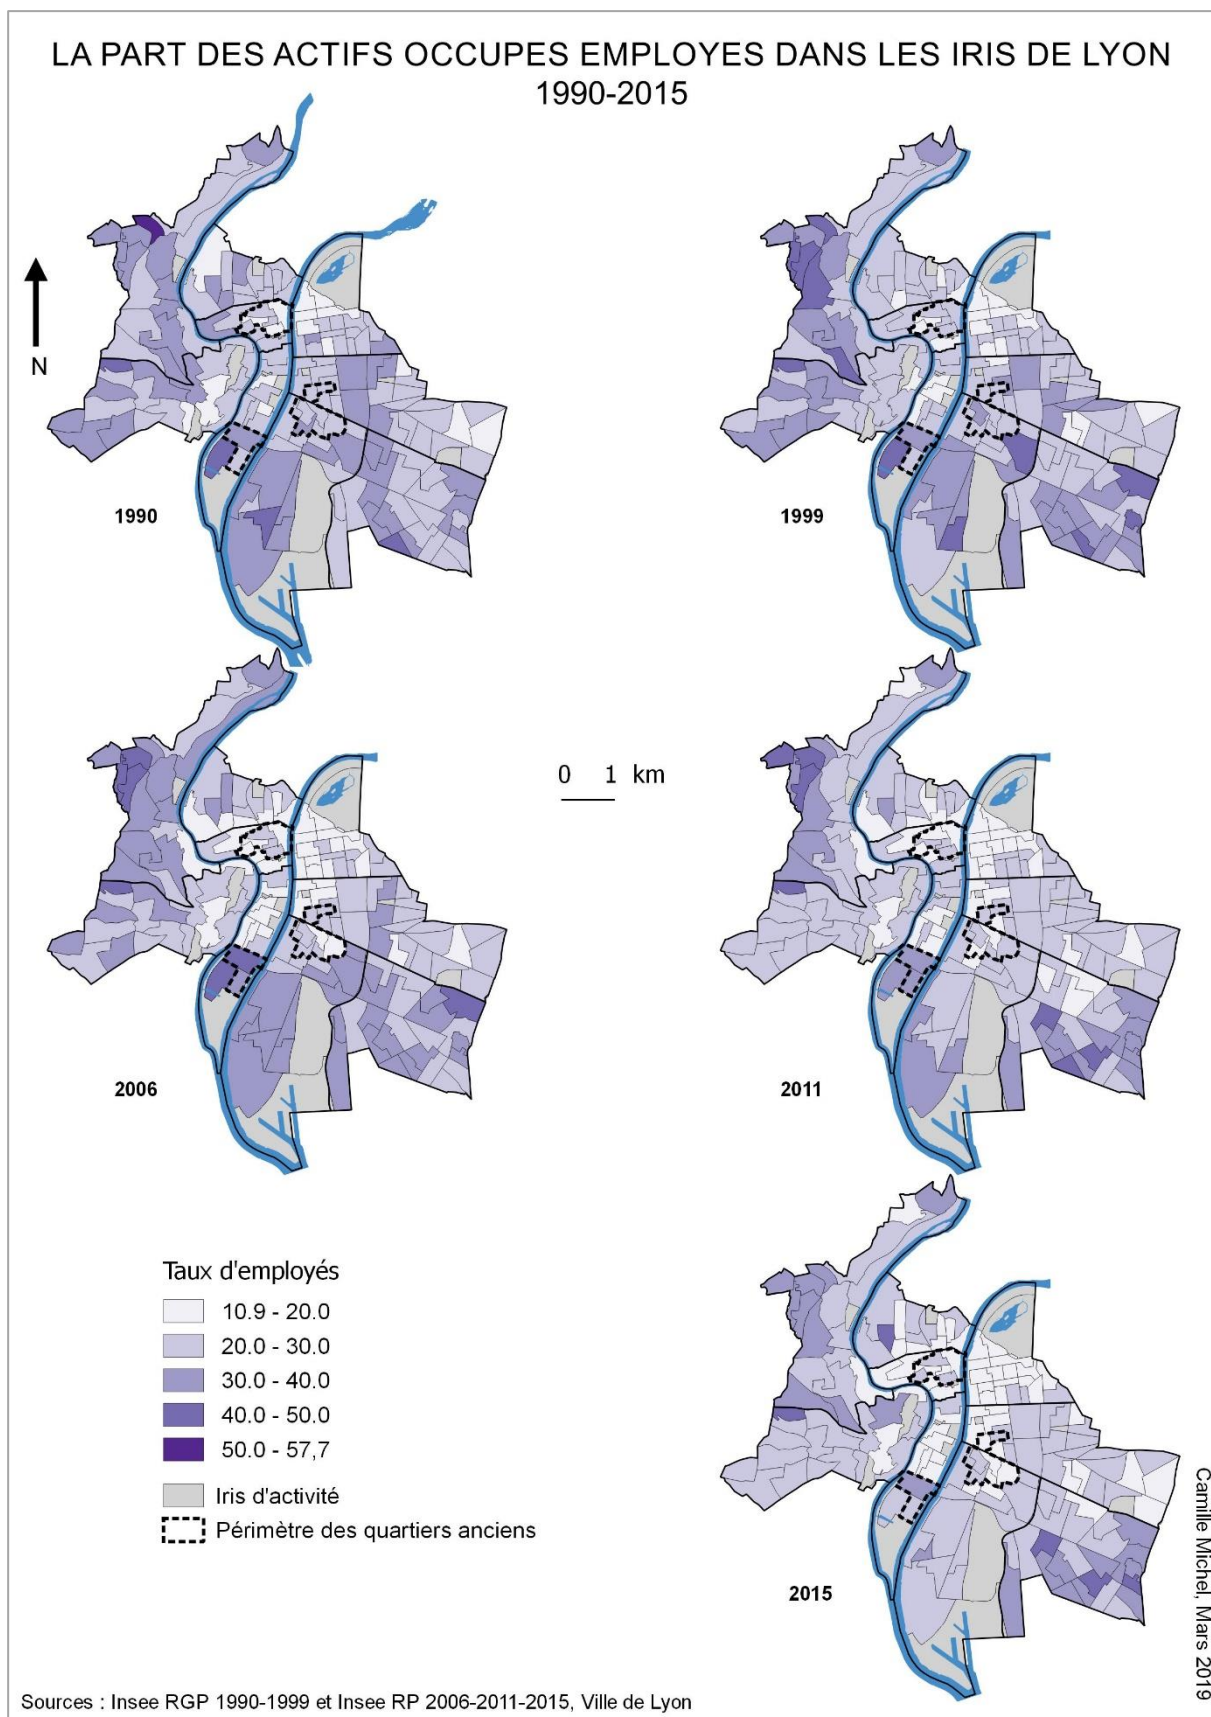 LA PART DES ACTIFS OCCUPES EMPLOYES DANS LES IRIS DE LYON
1990-2015
N
1990
1999
0 1 km
2006
2011
Taux d'employés
10.9 - 20.0
20.0 - 30.0
30.0 - 40.0
40.0 - 50.0
50.0 - 57,7
Iris d'activité
Périmètre des quartiers anciens
2015
Camille Michel, Mars 2019
Sources : Insee RGP 1990-1999 et Insee RP 2006-2011-2015, Ville de Lyon